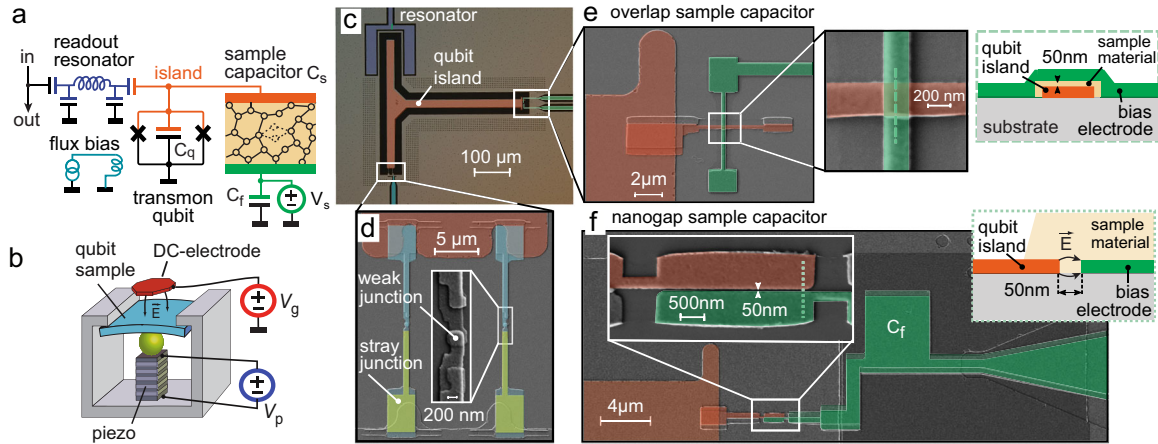 a
readout
resonator
in
out
island
sample
capacitor Cs
flux bias
Cq
transmon
qubit
Cf
Vs
b
DC-electrode
qubit
sample
E
Vg
Vp
piezo
c
resonator
qubit
island
100 µm
d
5 µm
weak
junction
stray
junction
200 nm
e overlap sample capacitor
2µm
200 nm
qubit
island
50nm
sample
material
substrate
bias
electrode
f nanogap sample capacitor
500nm
50nm
Cf
4µm
qubit
island
E
sample
material
50nm
bias
electrode